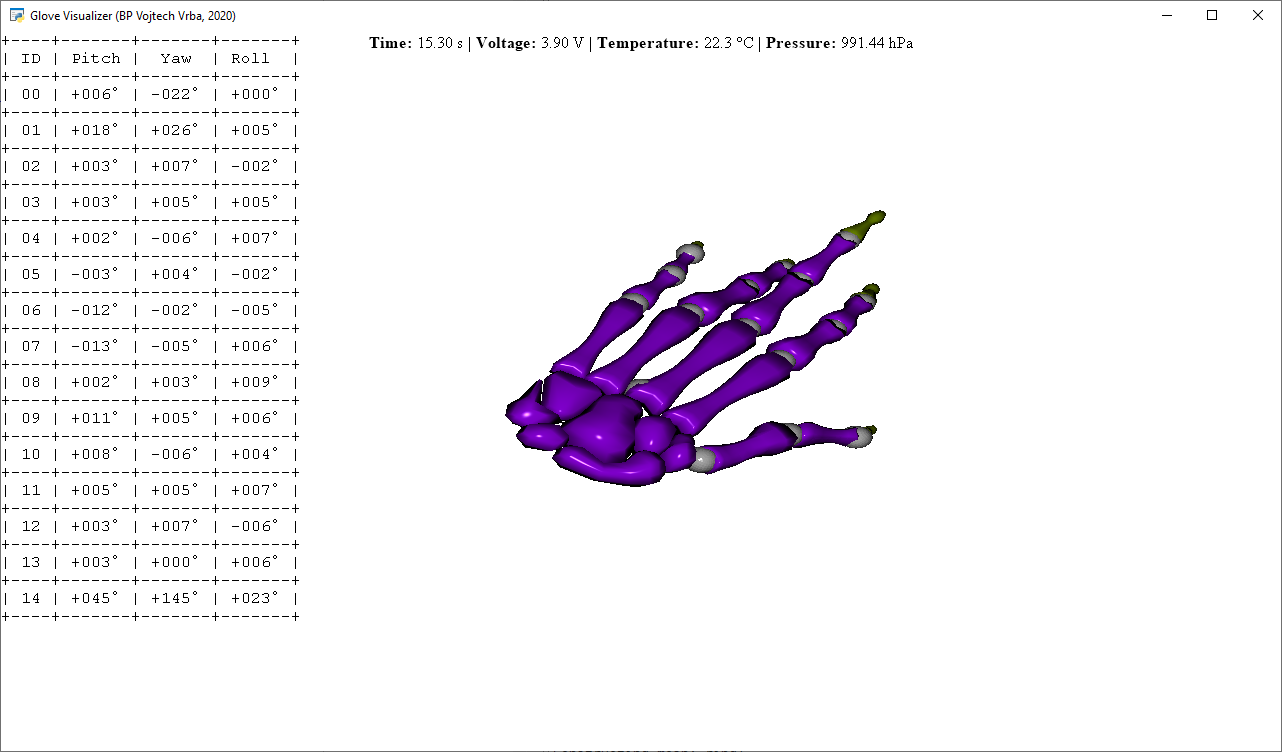 Glove Visualizer (BP Vojtech Vrba, 2020)
Time: 15.30 s | Voltage: 3.90 V | Temperature: 22.3 °C | Pressure: 991.44 hPa
+----+-------+-------+-------+
| ID | Pitch | Yaw | Roll |
+----+-------+-------+-------+
| 00 | +006° | -022° | +000° |
+----+-------+-------+-------+
| 01 | +018° | +026° | +005° |
+----+-------+-------+-------+
| 02 | +003° | +007° | -002° |
+----+-------+-------+-------+
| 03 | +003° | +005° | +005° |
+----+-------+-------+-------+
| 04 | +002° | -006° | +007° |
+----+-------+-------+-------+
| 05 | -003° | +004° | -002° |
+----+-------+-------+-------+
| 06 | -012° | -002° | -005° |
+----+-------+-------+-------+
| 07 | -013° | -005° | +006° |
+----+-------+-------+-------+
| 08 | +002° | +003° | +009° |
+----+-------+-------+-------+
| 09 | +011° | +005° | +006° |
+----+-------+-------+-------+
| 10 | +008° | -006° | +004° |
+----+-------+-------+-------+
| 11 | +005° | +005° | +007° |
+----+-------+-------+-------+
| 12 | +003° | +007° | -006° |
+----+-------+-------+-------+
| 13 | +003° | +000° | +006° |
+----+-------+-------+-------+
| 14 | +045° | +145° | +023° |
+----+-------+-------+-------+